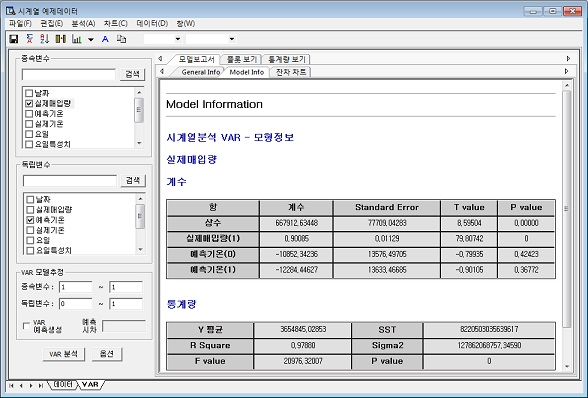 시계열 예제데이터
파일(F) 편집(E) 분석(A) 차트(C) 데이터(D) 창(W)
모델보고서 플롯 보기 통계량 보기
General Info Model Info 잔차 차트
종속변수
검색
날짜
실제매입량
예측기온
실제기온
요일
요일특성치
독립변수
검색
날짜
실제매입량
예측기온
실제기온
요일
요일특성치
VAR 모델추정
종속변수 : 1 ~ 1
독립변수 : 0 ~ 1
VAR 예측생성 예측 시차
VAR 분석 옵션
Model Information
시계열분석 VAR - 모형정보
실제매입량
계수
항 계수 Standard Error T value P value
상수 667912,63448 77709,04283 8,59504 0,00000
실제매입량(1) 0,90085 0,01129 79,80742 0
예측기온(0) -10852,34236 13576,49705 -0,79935 0,42423
예측기온(1) -12284,44627 13633,46685 -0,90105 0,36772
통계량
Y 평균 3654845,02853 SST 8220503035639617
R Square 0,97880 Sigma2 127862068757,34590
F value 20976,32007 P value 0
데이터 VAR